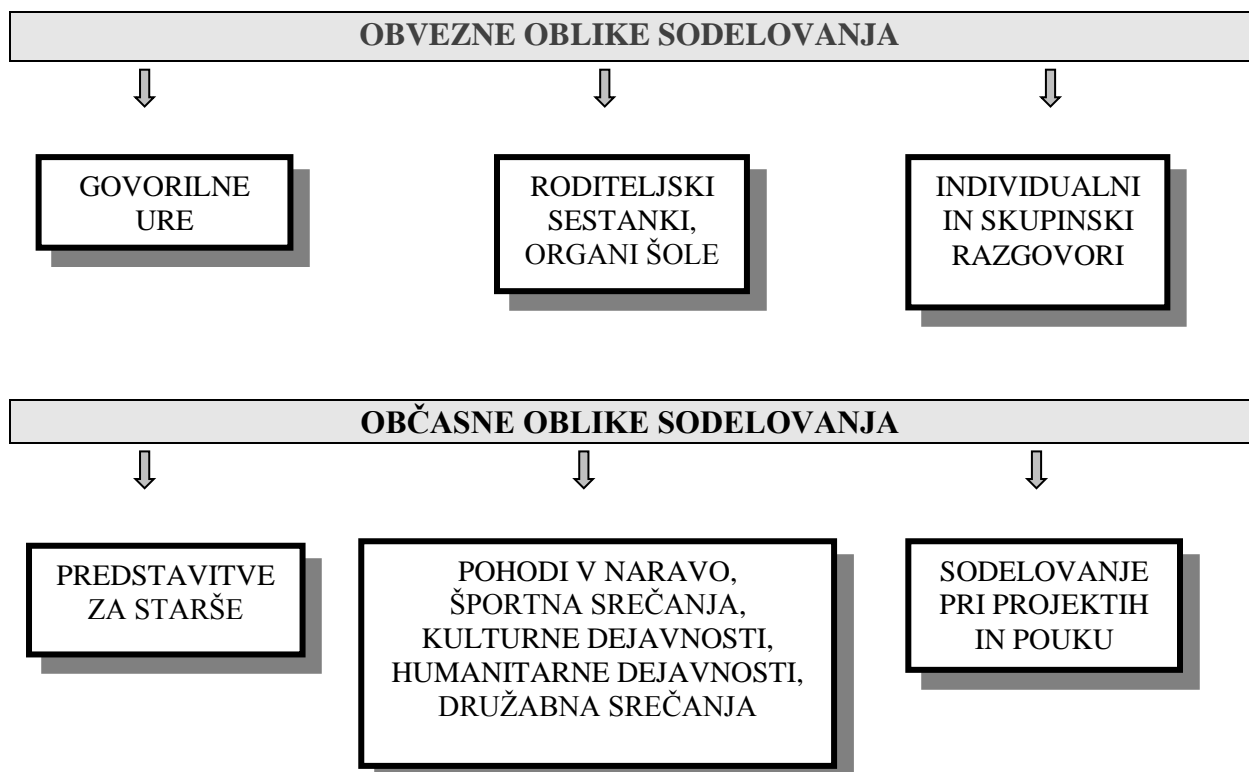 OBVEZNE OBLIKE SODELOVANJA
GOVORILNE
URE
RODITELJSKI
SESTANKI,
ORGANI ŠOLE
INDIVIDUALNI
IN SKUPINSKI
RAZGOVORI
OBČASNE OBLIKE SODELOVANJA
PREDSTAVITVE
ZA STARŠE
POHODI V NARAVO,
ŠPORTNA SREČANJA,
KULTURNE DEJAVNOSTI,
HUMANITARNE DEJAVNOSTI,
DRUŽABNA SREČANJA
SODELOVANJE
PRI PROJEKTIH
IN POUKU